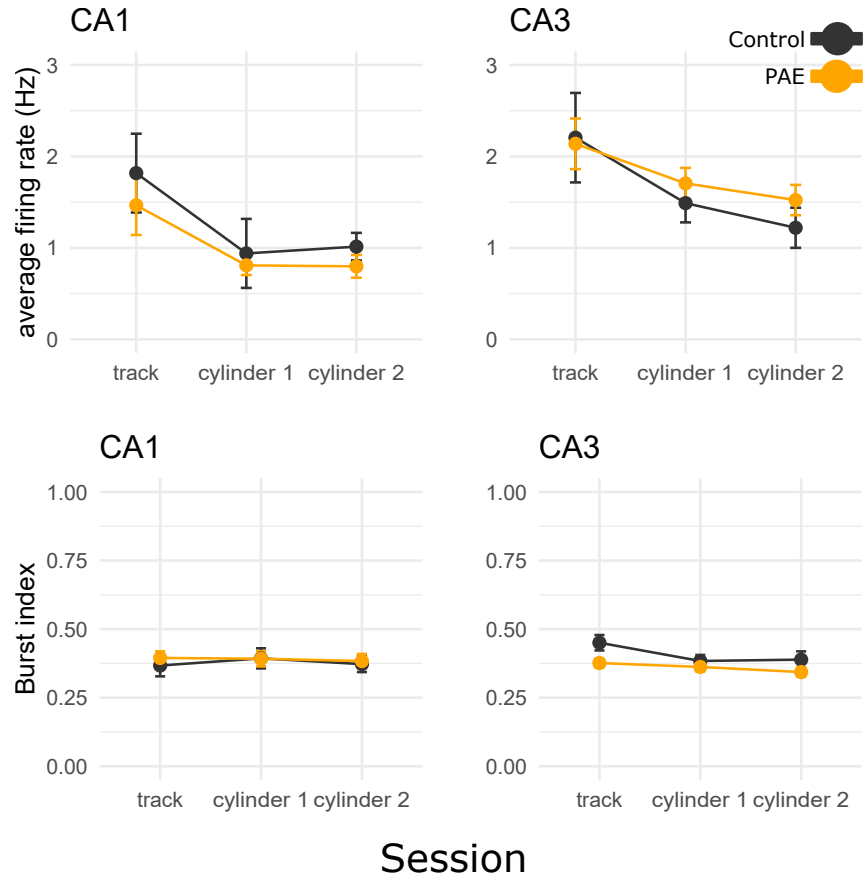 CA1
CA3
Control
PAE
average firing rate (Hz)
3
2
1
0
track
cylinder 1
cylinder 2
3
2
1
0
track
cylinder 1
cylinder 2
CA1
CA3
Burst index
1.00
0.75
0.50
0.25
0.00
track
cylinder 1
cylinder 2
1.00
0.75
0.50
0.25
0.00
track
cylinder 1
cylinder 2
Session